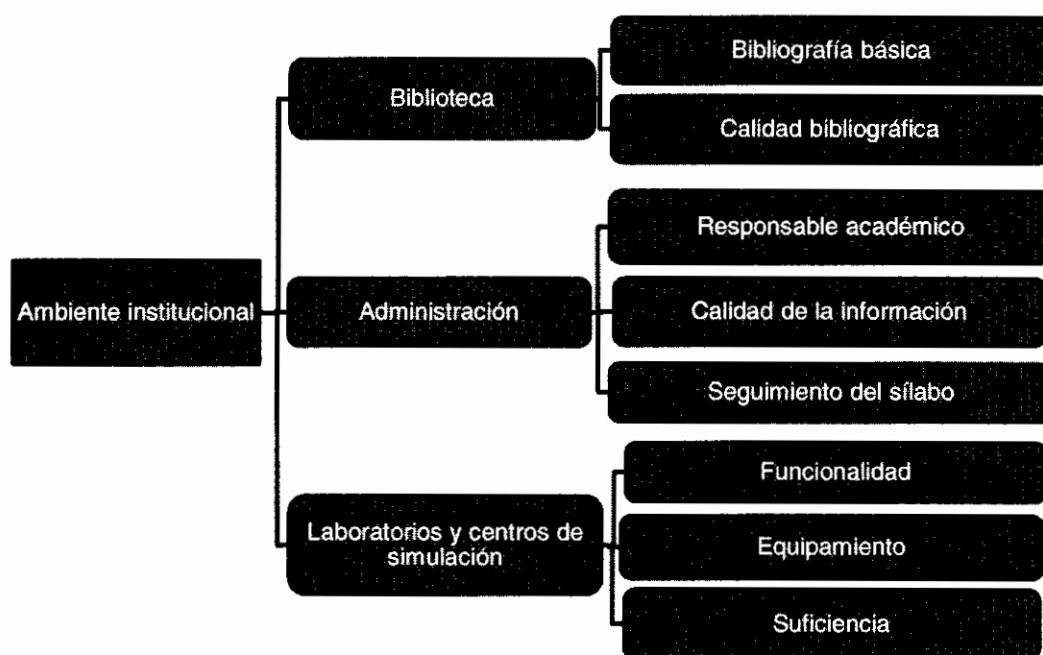 Ambiente institucional
Biblioteca
Bibliografía básica
Calidad bibliográfica
Administración
Responsable académico
Calidad de la información
Seguimiento del sílabo
Laboratorios y centros de
simulación
Funcionalidad
Equipamiento
Suficiencia